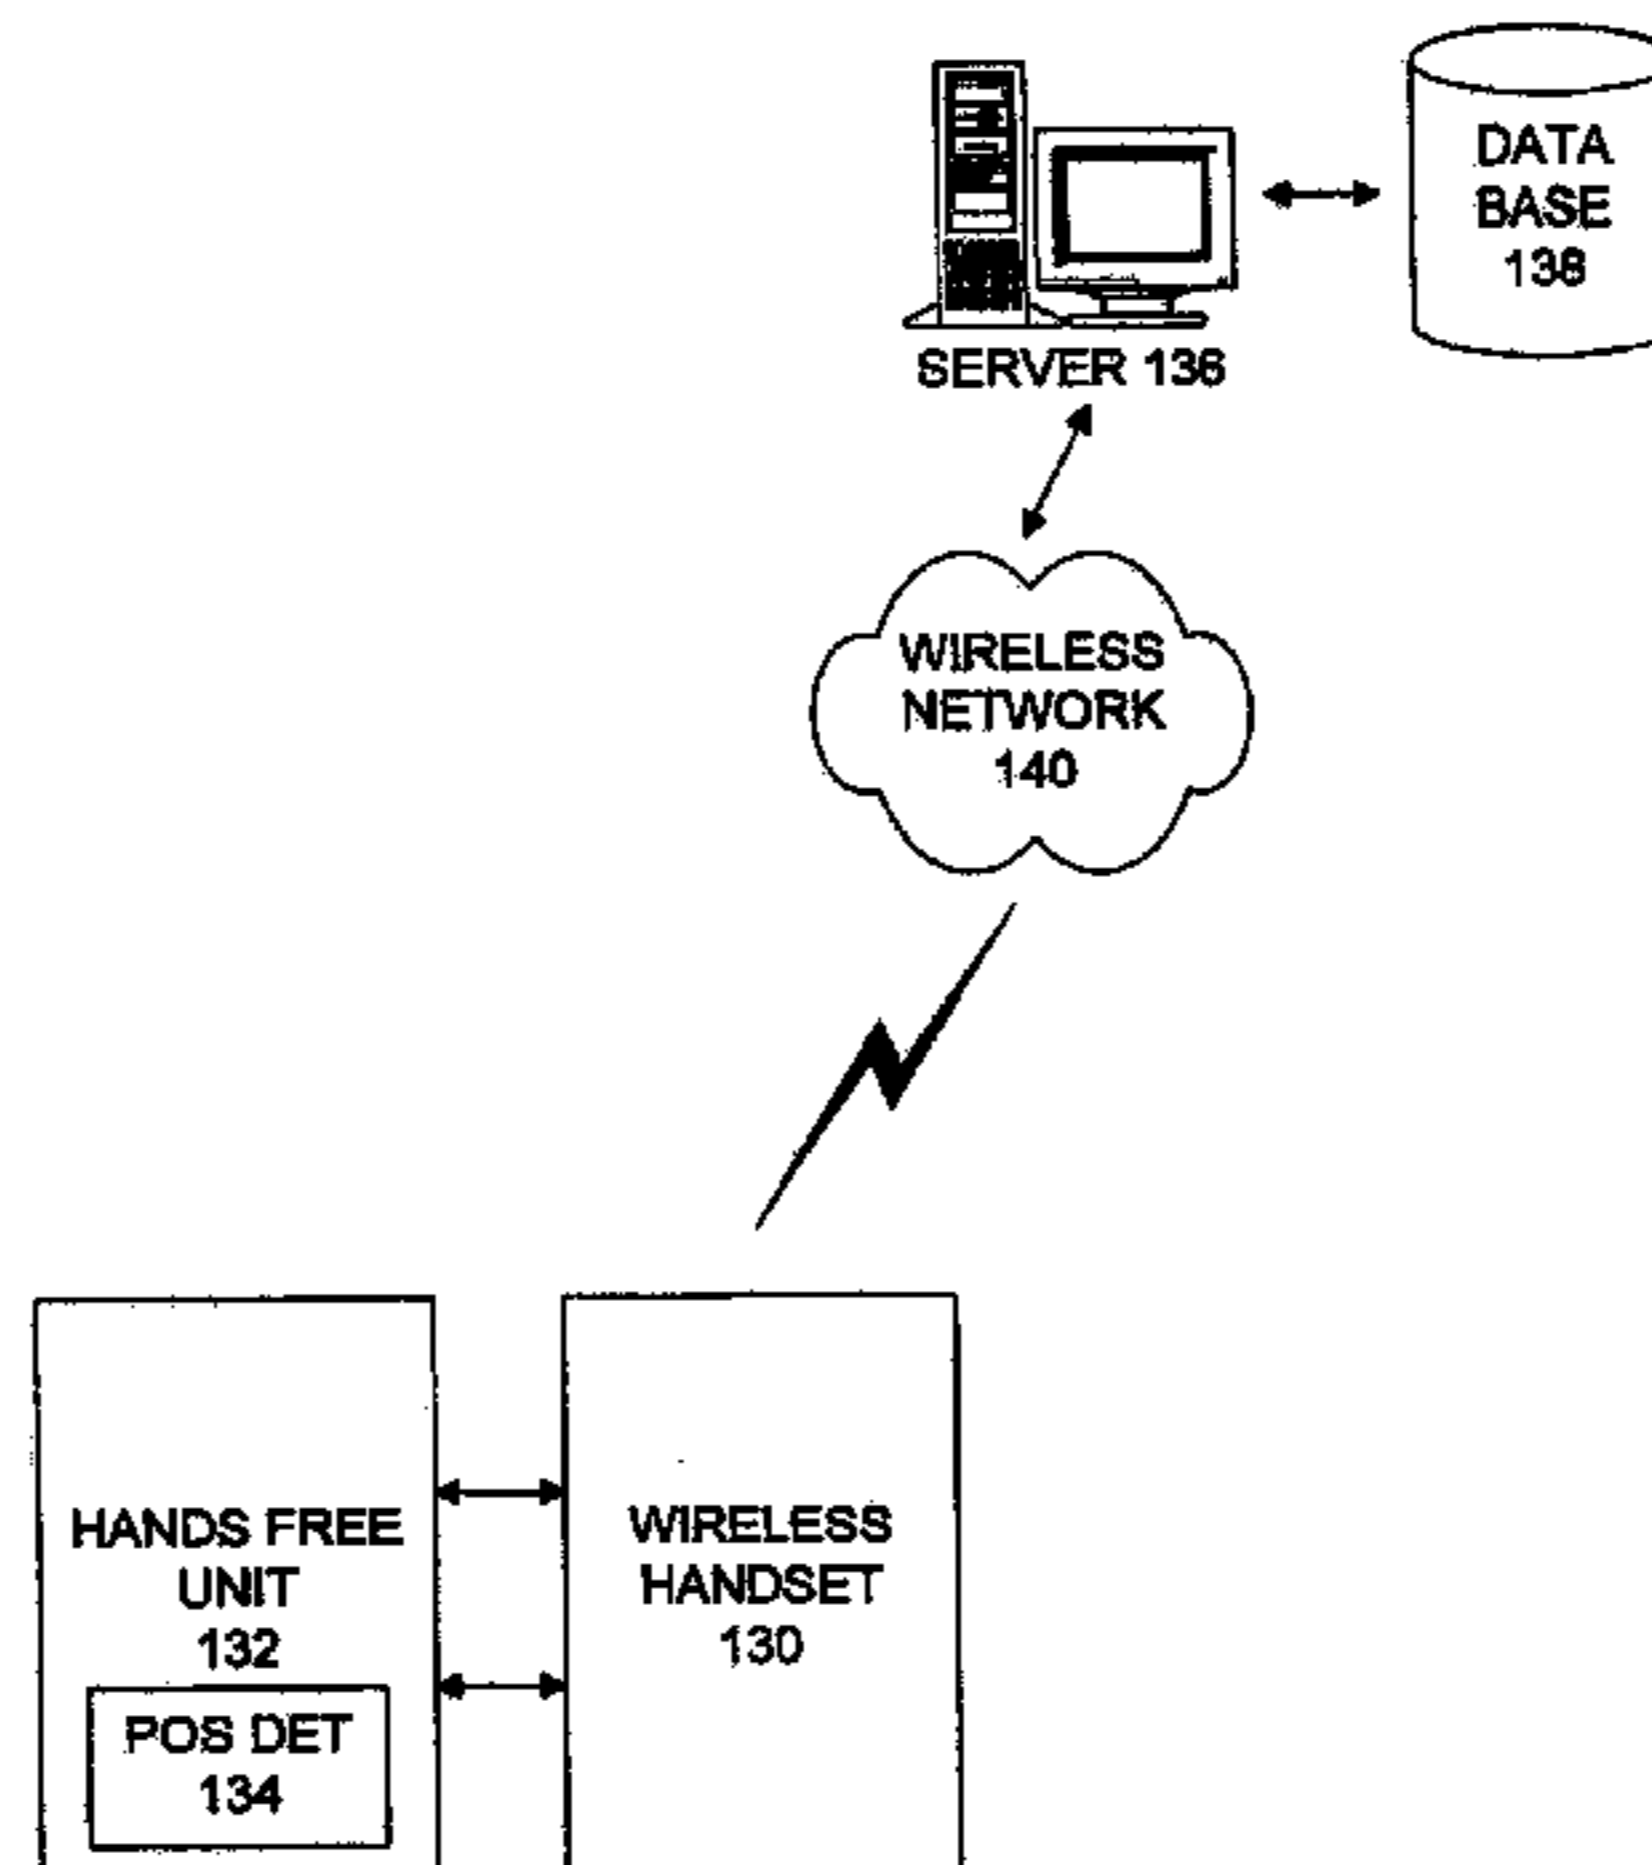 DATA
BASE
138
SERVER 136
WIRELESS
NETWORK
140
HANDS FREE
UNIT
132
WIRELESS
HANDSET
130
POS DET
134